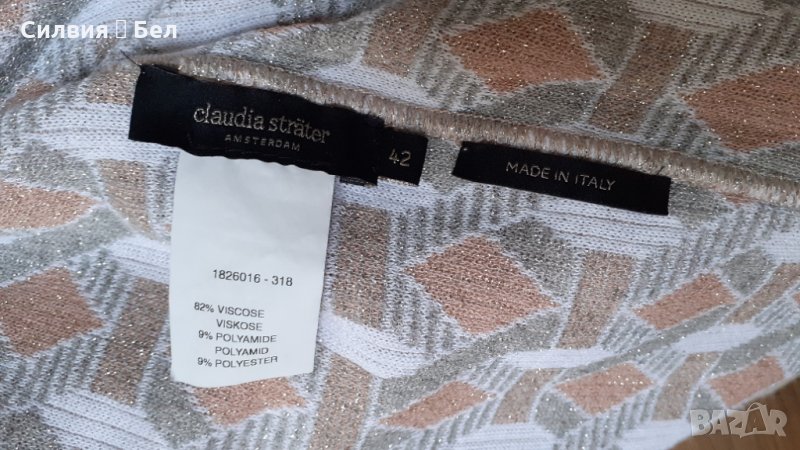 Силвия Бел
claudia sträter
AMSTERDAM
42
MADE IN ITALY
1826016 - 318
82% VISCOSE
VISKOSE
9% POLYAMIDE
POLYAMID
9% POLYESTER
BAZAR